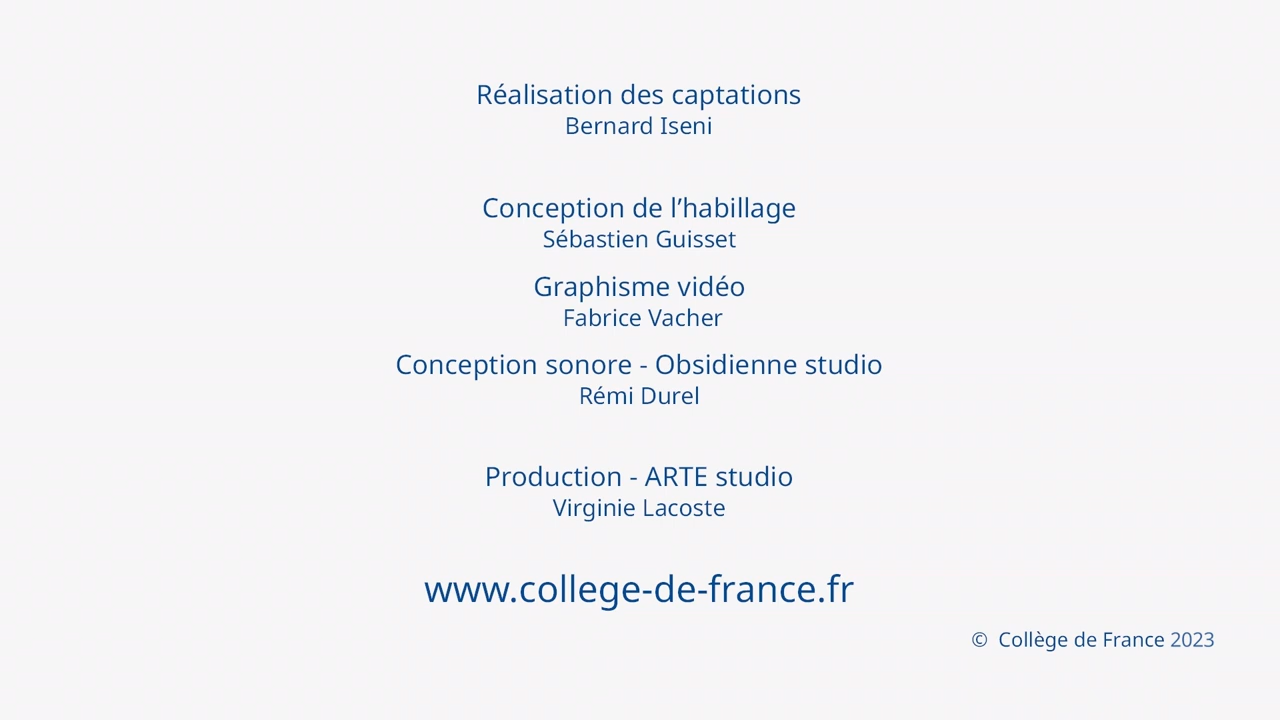 Réalisation des captations
Bernard Iseni
Conception de l’habillage
Sébastien Guisset
Graphisme vidéo
Fabrice Vacher
Conception sonore - Obsidienne studio
Rémi Durel
Production - ARTE studio
Virginie Lacoste
www.college-de-france.fr
© Collège de France 2023